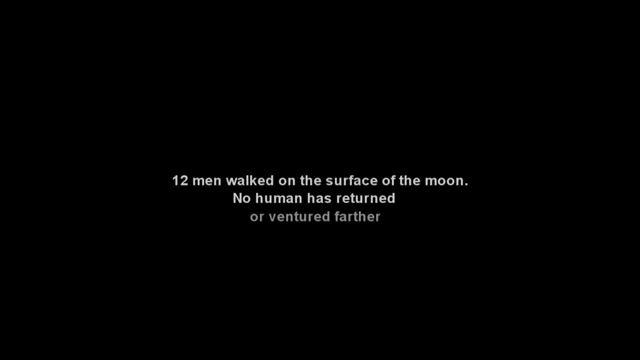 12 men walked on the surface of the moon.
No human has returned
or ventured farther